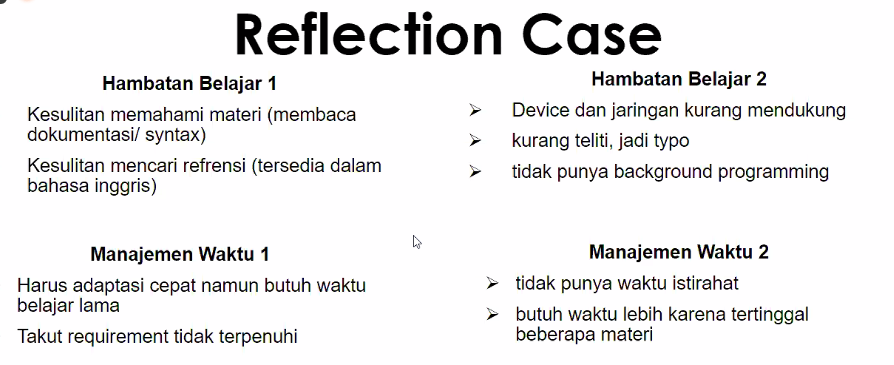 Reflection Case
Hambatan Belajar 1
Kesulitan memahami materi (membaca
dokumentasi/ syntax)
Kesulitan mencari refrensi (tersedia dalam
bahasa inggris)
Hambatan Belajar 2
Device dan jaringan kurang mendukung
kurang teliti, jadi typo
tidak punya background programming
Manajemen Waktu 1
Harus adaptasi cepat namun butuh waktu
belajar lama
Takut requirement tidak terpenuhi
Manajemen Waktu 2
tidak punya waktu istirahat
butuh waktu lebih karena tertinggal
beberapa materi